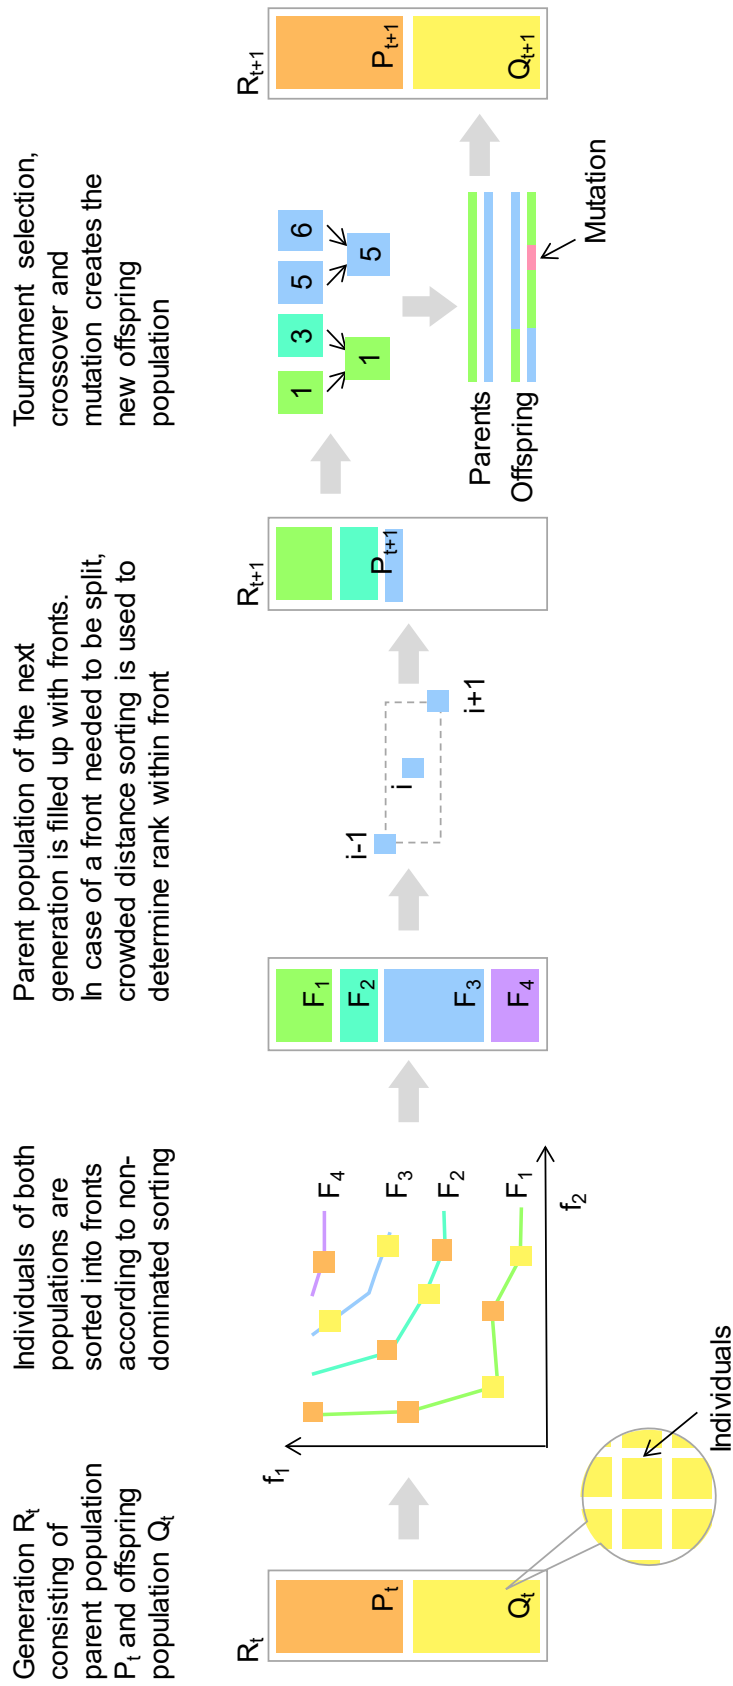 Generation Rt
consisting of
parent population
Pt and offspring
population Qt
Individuals of both
populations are
sorted into fronts
according to non-
dominated sorting
Parent population of the next
generation is filled up with fronts.
In case of a front needed to be split,
crowded distance sorting is used to
determine rank within front
Tournament selection,
crossover and
mutation creates the
new offspring
population
Rt
Pt
Qt
Individuals
f1
f2
F4
F3
F2
F1
F1
F2
F3
F4
i-1
i
i+1
Rt+1
Pt+1
1
3
5
6
1
5
Parents
Offspring
Mutation
Rt+1
Pt+1
Qt+1